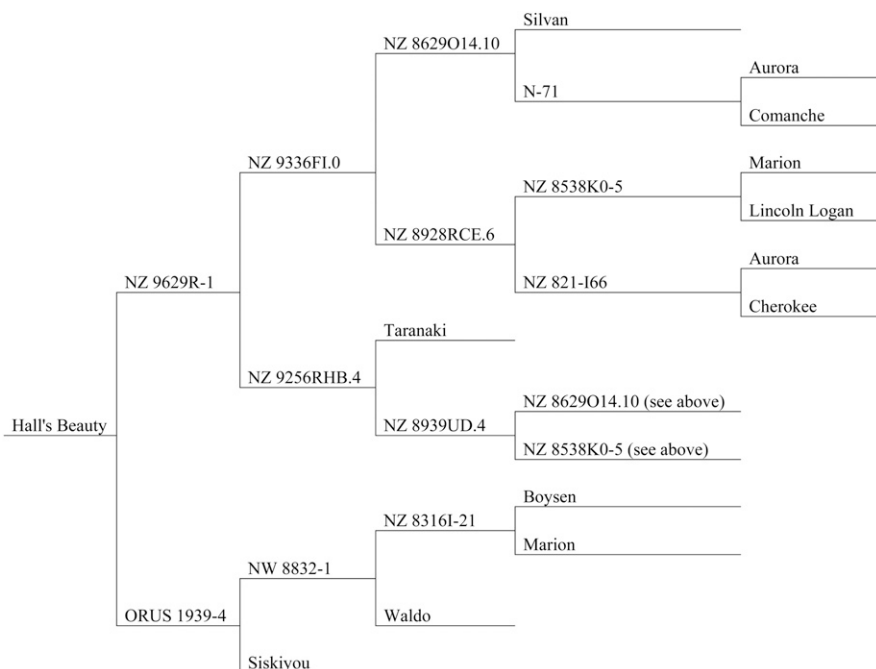 Silvan
NZ 8629O14.10
Aurora
N-71
Comanche
NZ 9336FI.0
Marion
NZ 8538K0-5
Lincoln Logan
NZ 8928RCE.6
Aurora
NZ 9629R-1
NZ 821-I66
Cherokee
Taranaki
NZ 9256RHB.4
NZ 8629O14.10 (see above)
Hall's Beauty
NZ 8939UD.4
NZ 8538K0-5 (see above)
Boysen
NZ 8316I-21
Marion
NW 8832-1
ORUS 1939-4
Waldo
Siskiyou